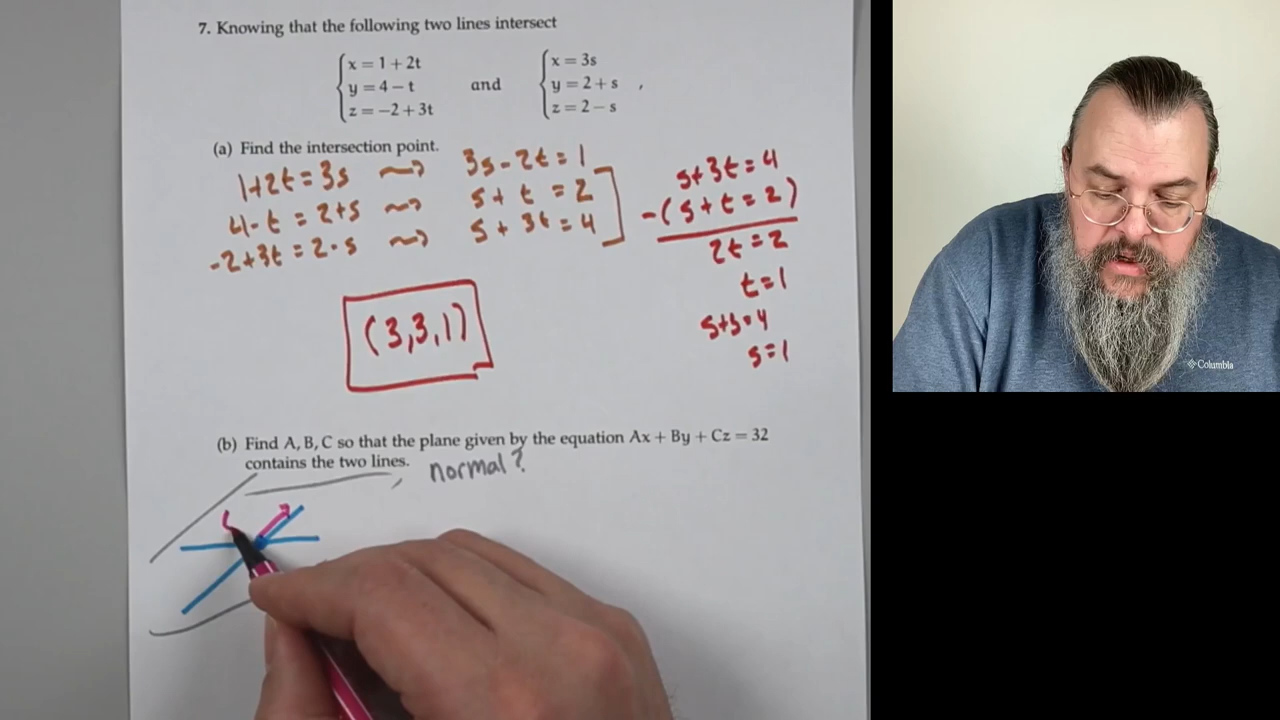 7. Knowing that the following two lines intersect
x = 1 + 2t
y = 4 − t
z = −2 + 3t
and
x = 3s
y = 2 + s
z = 2 − s
,
(a) Find the intersection point.
1+2t = 3s ⇝ 3s - 2t = 1
4 - t = 2+s ⇝ s + t = 2
-2+3t = 2-s ⇝ s + 3t = 4
s+3t = 4
-(s+t = 2)
2t = 2
t = 1
s+3=4
s = 1
(3,3,1)
(b) Find A, B, C so that the plane given by the equation Ax + By + Cz = 32
contains the two lines.
normal?
Columbia